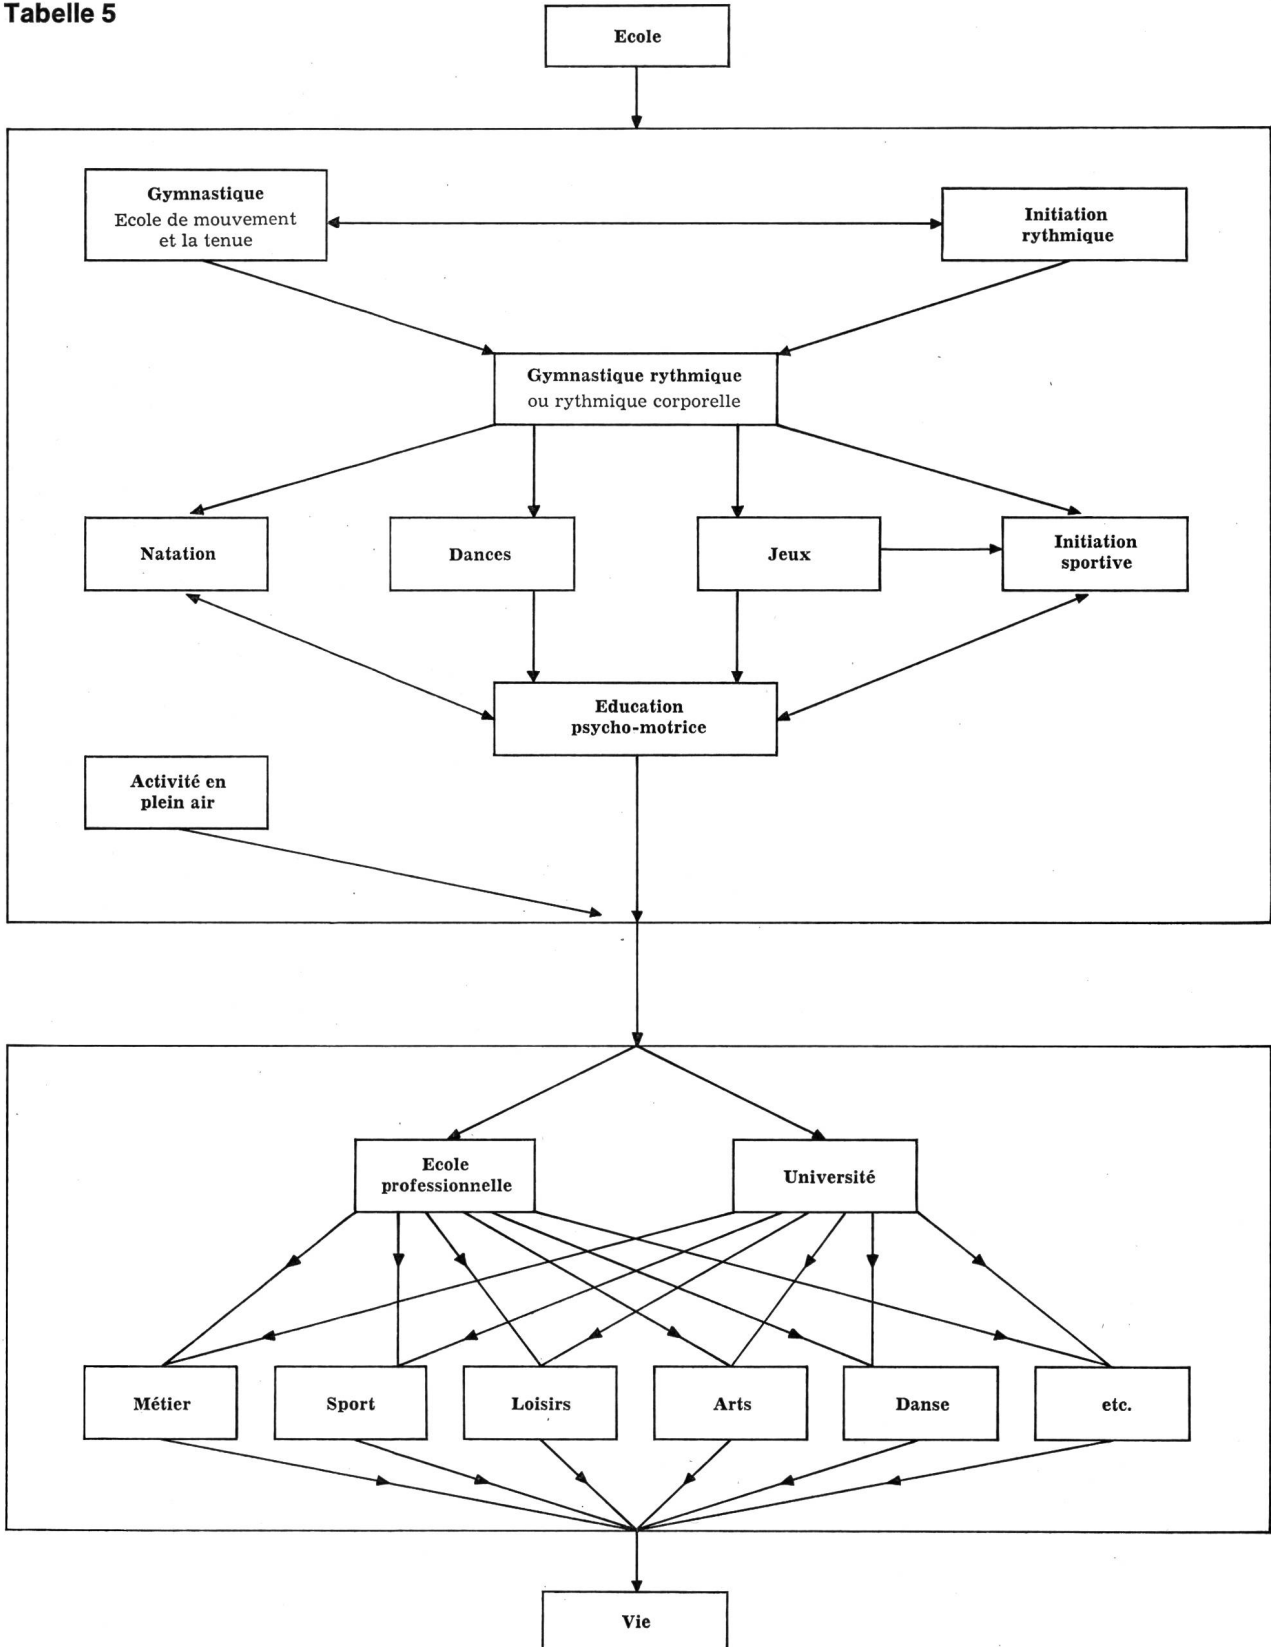 Tabelle 5
Ecole
Gymnastique
Ecole de mouvement
et la tenue
Initiation
rythmique
Gymnastique rythmique
ou rythmique corporelle
Natation
Dances
Jeux
Initiation
sportive
Education
psycho-motrice
Activité en
plein air
Ecole
professionnelle
Université
Métier
Sport
Loisirs
Arts
Danse
etc.
Vie